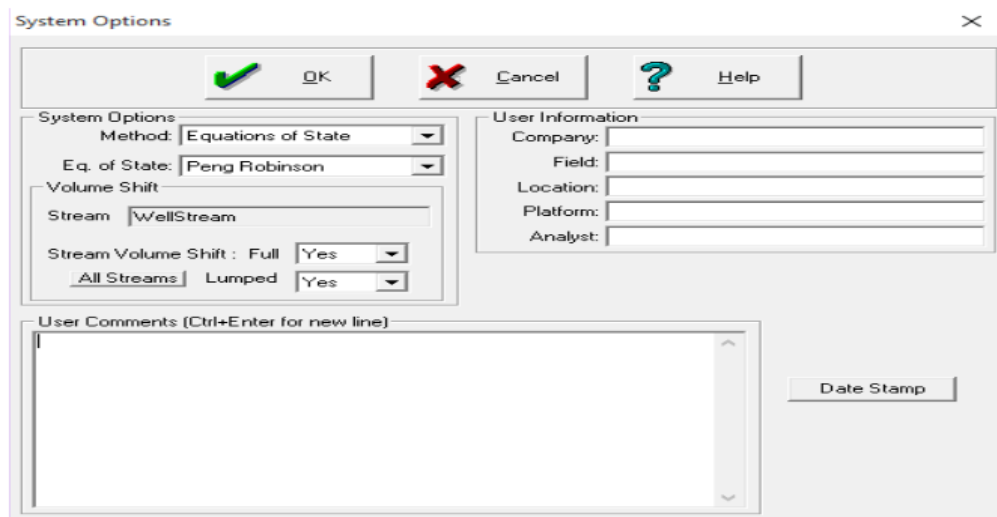 System Options
OK
Cancel
Help
System Options
Method: Equations of State
Eq. of State: Peng Robinson
Volume Shift
Stream WellStream
Stream Volume Shift : Full Yes
All Streams Lumped Yes
User Information
Company:
Field:
Location:
Platform:
Analyst:
User Comments (Ctrl+Enter for new line)
Date Stamp